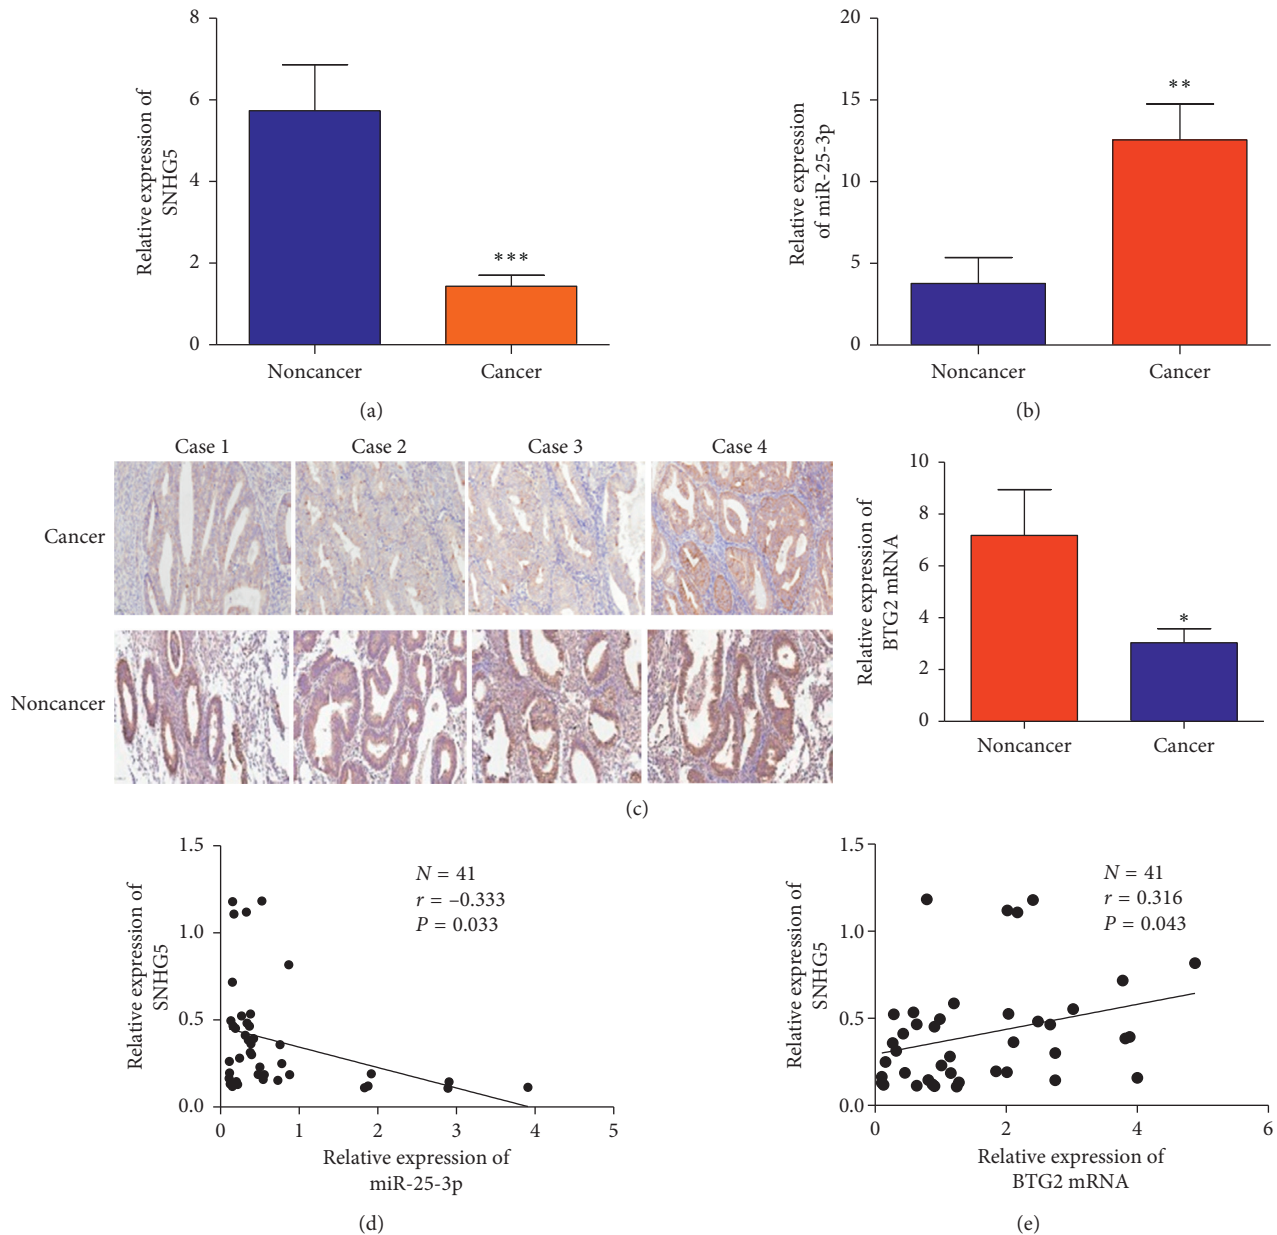 8
6
4
2
0
Relative expression of
SNHG5
***
Noncancer
Cancer
(a)
20
15
10
5
0
Relative expression
of miR-25-3p
**
Noncancer
Cancer
(b)
Case 1
Case 2
Case 3
Case 4
Cancer
Noncancer
10
8
6
4
2
0
Relative expression of
BTG2 mRNA
*
Noncancer
Cancer
(c)
1.5
1.0
0.5
0.0
Relative expression of
SNHG5
N = 41
r = –0.333
P = 0.033
0
1
2
3
4
5
Relative expression of
miR-25-3p
(d)
1.5
1.0
0.5
0.0
Relative expression of
SNHG5
N = 41
r = 0.316
P = 0.043
0
2
4
6
Relative expression of
BTG2 mRNA
(e)